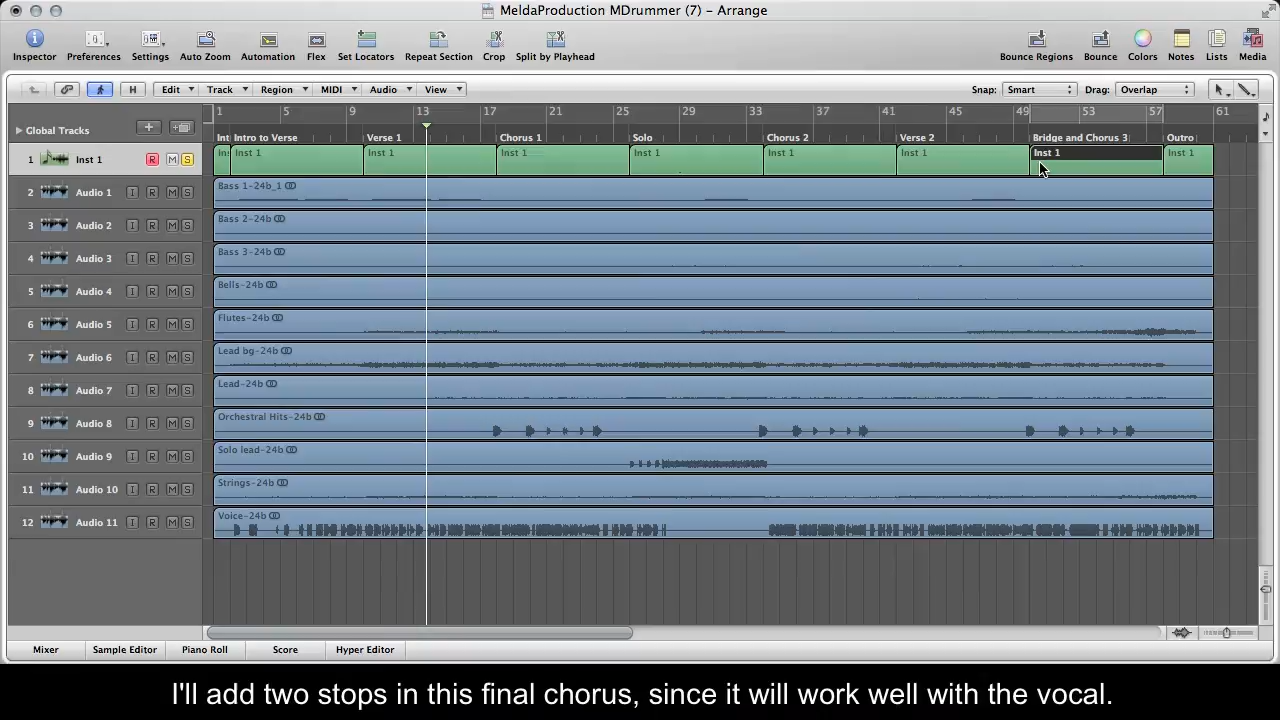 MeldaProduction MDrummer (7) – Arrange
Inspector Preferences Settings Auto Zoom Automation Flex Set Locators Repeat Section Crop Split by Playhead Bounce Regions Bounce Colors Notes Lists Media
H Edit Track Region MIDI Audio View Snap: Smart Drag: Overlap
1 5 9 13 17 21 25 29 33 37 41 45 49 53 57 61
Global Tracks
Int Intro to Verse Verse 1 Chorus 1 Solo Chorus 2 Verse 2 Bridge and Chorus 3 Outro
1 Inst 1 R M S Ins Inst 1 Inst 1 Inst 1 Inst 1 Inst 1 Inst 1 Inst 1 Inst 1
2 Audio 1 I R M S Bass 1-24b_1
3 Audio 2 I R M S Bass 2-24b
4 Audio 3 I R M S Bass 3-24b
5 Audio 4 I R M S Bells-24b
6 Audio 5 I R M S Flutes-24b
7 Audio 6 I R M S Lead bg-24b
8 Audio 7 I R M S Lead-24b
9 Audio 8 I R M S Orchestral Hits-24b
10 Audio 9 I R M S Solo lead-24b
11 Audio 10 I R M S Strings-24b
12 Audio 11 I R M S Voice-24b
Mixer Sample Editor Piano Roll Score Hyper Editor
I'll add two stops in this final chorus, since it will work well with the vocal.